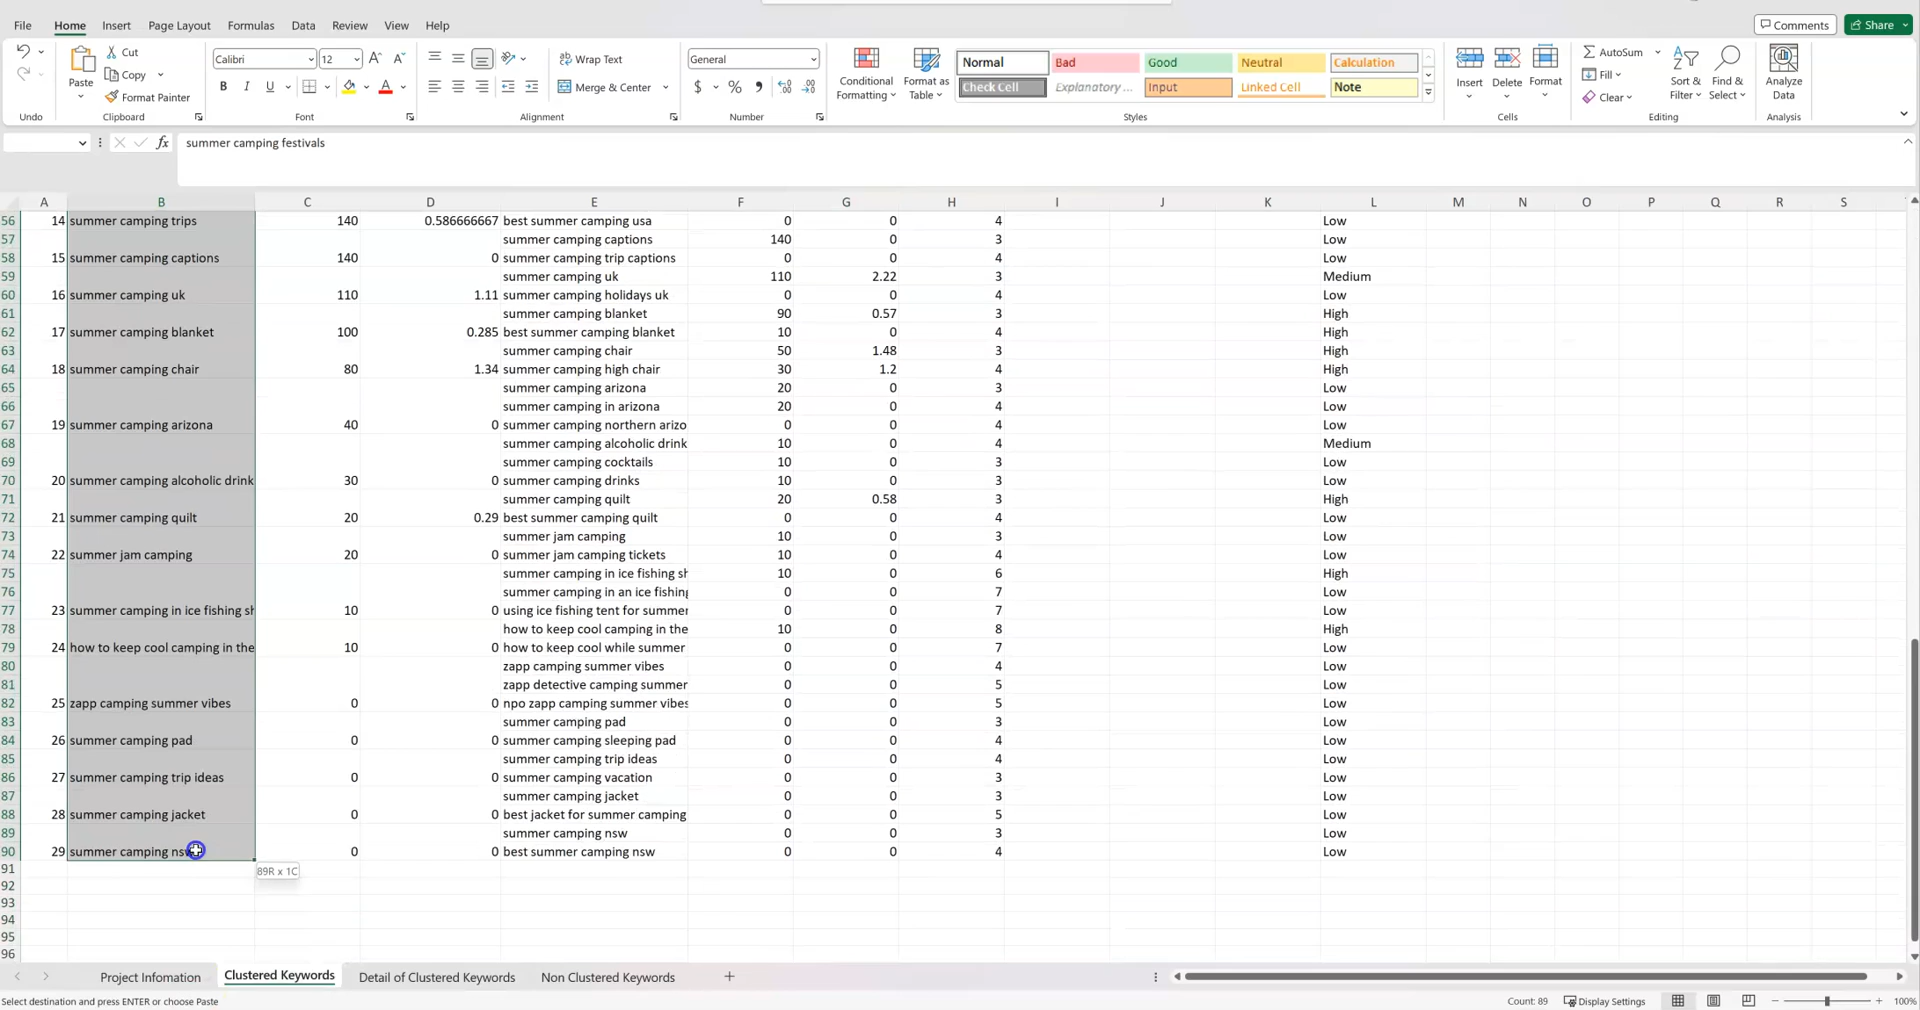 File Home Insert Page Layout Formulas Data Review View Help Comments Share
Cut Calibri 12 Wrap Text General Normal Bad Good Neutral Calculation AutoSum
Paste Copy Merge & Center Conditional Formatting Format as Table Check Cell Explanatory ... Input Linked Cell Note Insert Delete Format Fill Sort & Filter Find & Select Analyze Data
Format Painter Clear
Undo Clipboard Font Alignment Number Styles Cells Editing Analysis
fx summer camping festivals
A B C D E F G H I J K L M N O P Q R S
56 14 summer camping trips 140 0.586666667 best summer camping usa 0 0 4 Low
57 summer camping captions 140 0 3 Low
58 15 summer camping captions 140 0 summer camping trip captions 0 0 4 Low
59 summer camping uk 110 2.22 3 Medium
60 16 summer camping uk 110 1.11 summer camping holidays uk 0 0 4 Low
61 summer camping blanket 90 0.57 3 High
62 17 summer camping blanket 100 0.285 best summer camping blanket 10 0 4 High
63 summer camping chair 50 1.48 3 High
64 18 summer camping chair 80 1.34 summer camping high chair 30 1.2 4 High
65 summer camping arizona 20 0 3 Low
66 summer camping in arizona 20 0 4 Low
67 19 summer camping arizona 40 0 summer camping northern arizo 0 0 4 Low
68 summer camping alcoholic drink 10 0 4 Medium
69 summer camping cocktails 10 0 3 Low
70 20 summer camping alcoholic drink 30 0 summer camping drinks 10 0 3 Low
71 summer camping quilt 20 0.58 3 High
72 21 summer camping quilt 20 0.29 best summer camping quilt 0 0 4 Low
73 summer jam camping 10 0 3 Low
74 22 summer jam camping 20 0 summer jam camping tickets 10 0 4 Low
75 summer camping in ice fishing sh 10 0 6 High
76 summer camping in an ice fishing 0 0 7 Low
77 23 summer camping in ice fishing sh 10 0 using ice fishing tent for summer 0 0 7 Low
78 how to keep cool camping in the 10 0 8 High
79 24 how to keep cool camping in the 10 0 how to keep cool while summer 0 0 7 Low
80 zapp camping summer vibes 0 0 4 Low
81 zapp detective camping summer 0 0 5 Low
82 25 zapp camping summer vibes 0 0 npo zapp camping summer vibes 0 0 5 Low
83 summer camping pad 0 0 3 Low
84 26 summer camping pad 0 0 summer camping sleeping pad 0 0 4 Low
85 summer camping trip ideas 0 0 4 Low
86 27 summer camping trip ideas 0 0 summer camping vacation 0 0 3 Low
87 summer camping jacket 0 0 3 Low
88 28 summer camping jacket 0 0 best jacket for summer camping 0 0 5 Low
89 summer camping nsw 0 0 3 Low
90 29 summer camping nsw 0 0 best summer camping nsw 0 0 4 Low
91 89R x 1C
92
93
94
95
96
Project Infomation Clustered Keywords Detail of Clustered Keywords Non Clustered Keywords
Select destination and press ENTER or choose Paste Count: 89 Display Settings 100%